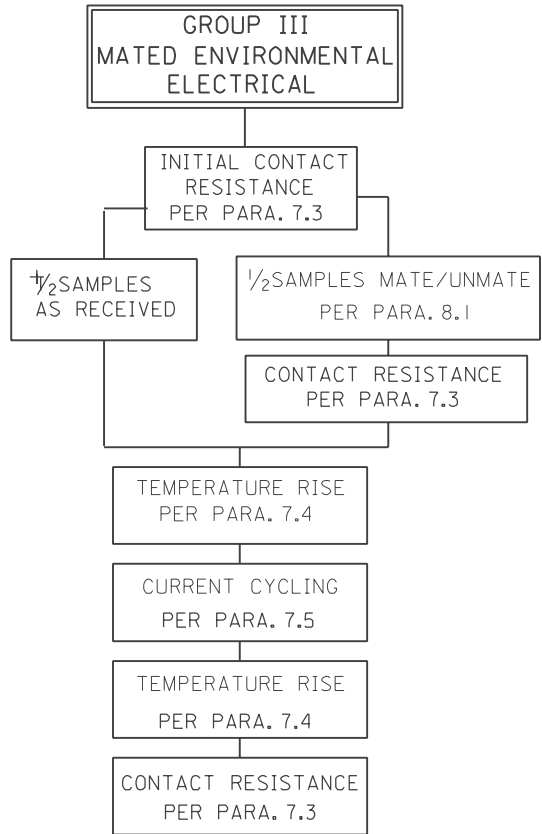 GROUP III
MATED ENVIRONMENTAL
ELECTRICAL
INITIAL CONTACT
RESISTANCE
PER PARA. 7.3
1/2 SAMPLES
AS RECEIVED
1/2 SAMPLES MATE/UNMATE
PER PARA. 8.1
CONTACT RESISTANCE
PER PARA. 7.3
TEMPERATURE RISE
PER PARA. 7.4
CURRENT CYCLING
PER PARA. 7.5
TEMPERATURE RISE
PER PARA. 7.4
CONTACT RESISTANCE
PER PARA. 7.3